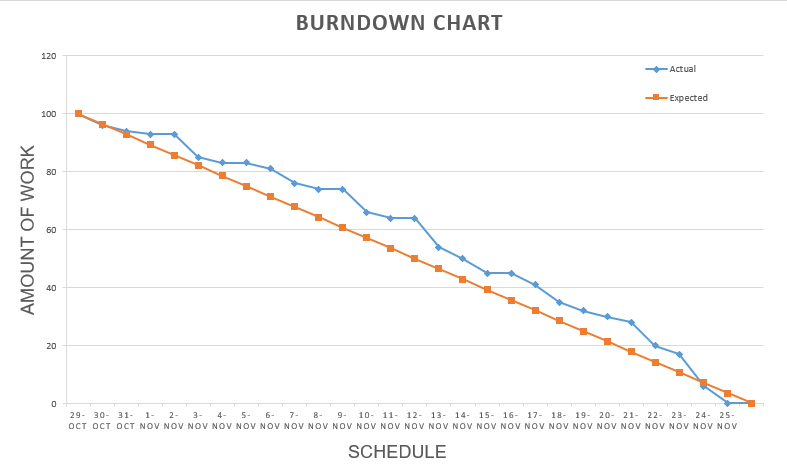 BURNDOWN CHART
120
Actual
Expected
100
80
60
40
20
0
AMOUNT OF WORK
29- 30- 31- 1- 2- 3- 4- 5- 6- 7- 8- 9- 10- 11- 12- 13- 14- 15- 16- 17- 18- 19- 20- 21- 22- 23- 24- 25-
OCT OCT OCT NOV NOV NOV NOV NOV NOV NOV NOV NOV NOV NOV NOV NOV NOV NOV NOV NOV NOV NOV NOV NOV NOV NOV NOV NOV
SCHEDULE